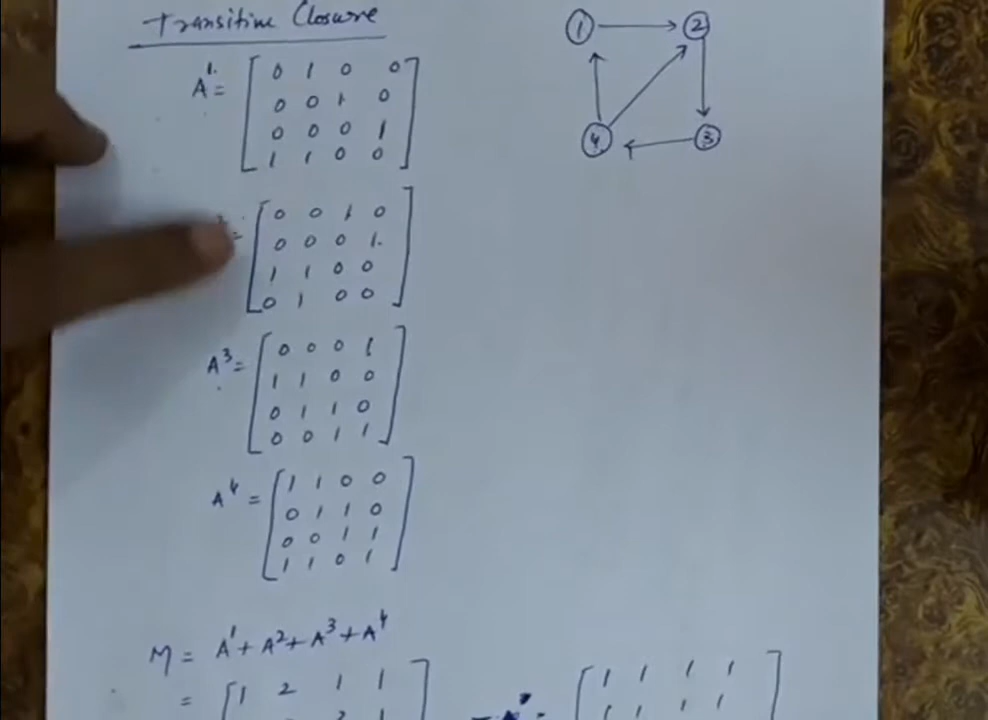 Transitive Closure
A¹ =
0 1 0 0
0 0 1 0
0 0 0 1
1 1 0 0
=
0 0 1 0
0 0 0 1.
1 1 0 0
0 1 0 0
A³ =
0 0 0 1
1 1 0 0
0 1 1 0
0 0 1 1
A⁴ =
1 1 0 0
0 1 1 0
0 0 1 1
1 1 0 1
M = A¹ + A² + A³ + A⁴
= 1 2 1 1
1 1 1 1
1 2
4 3